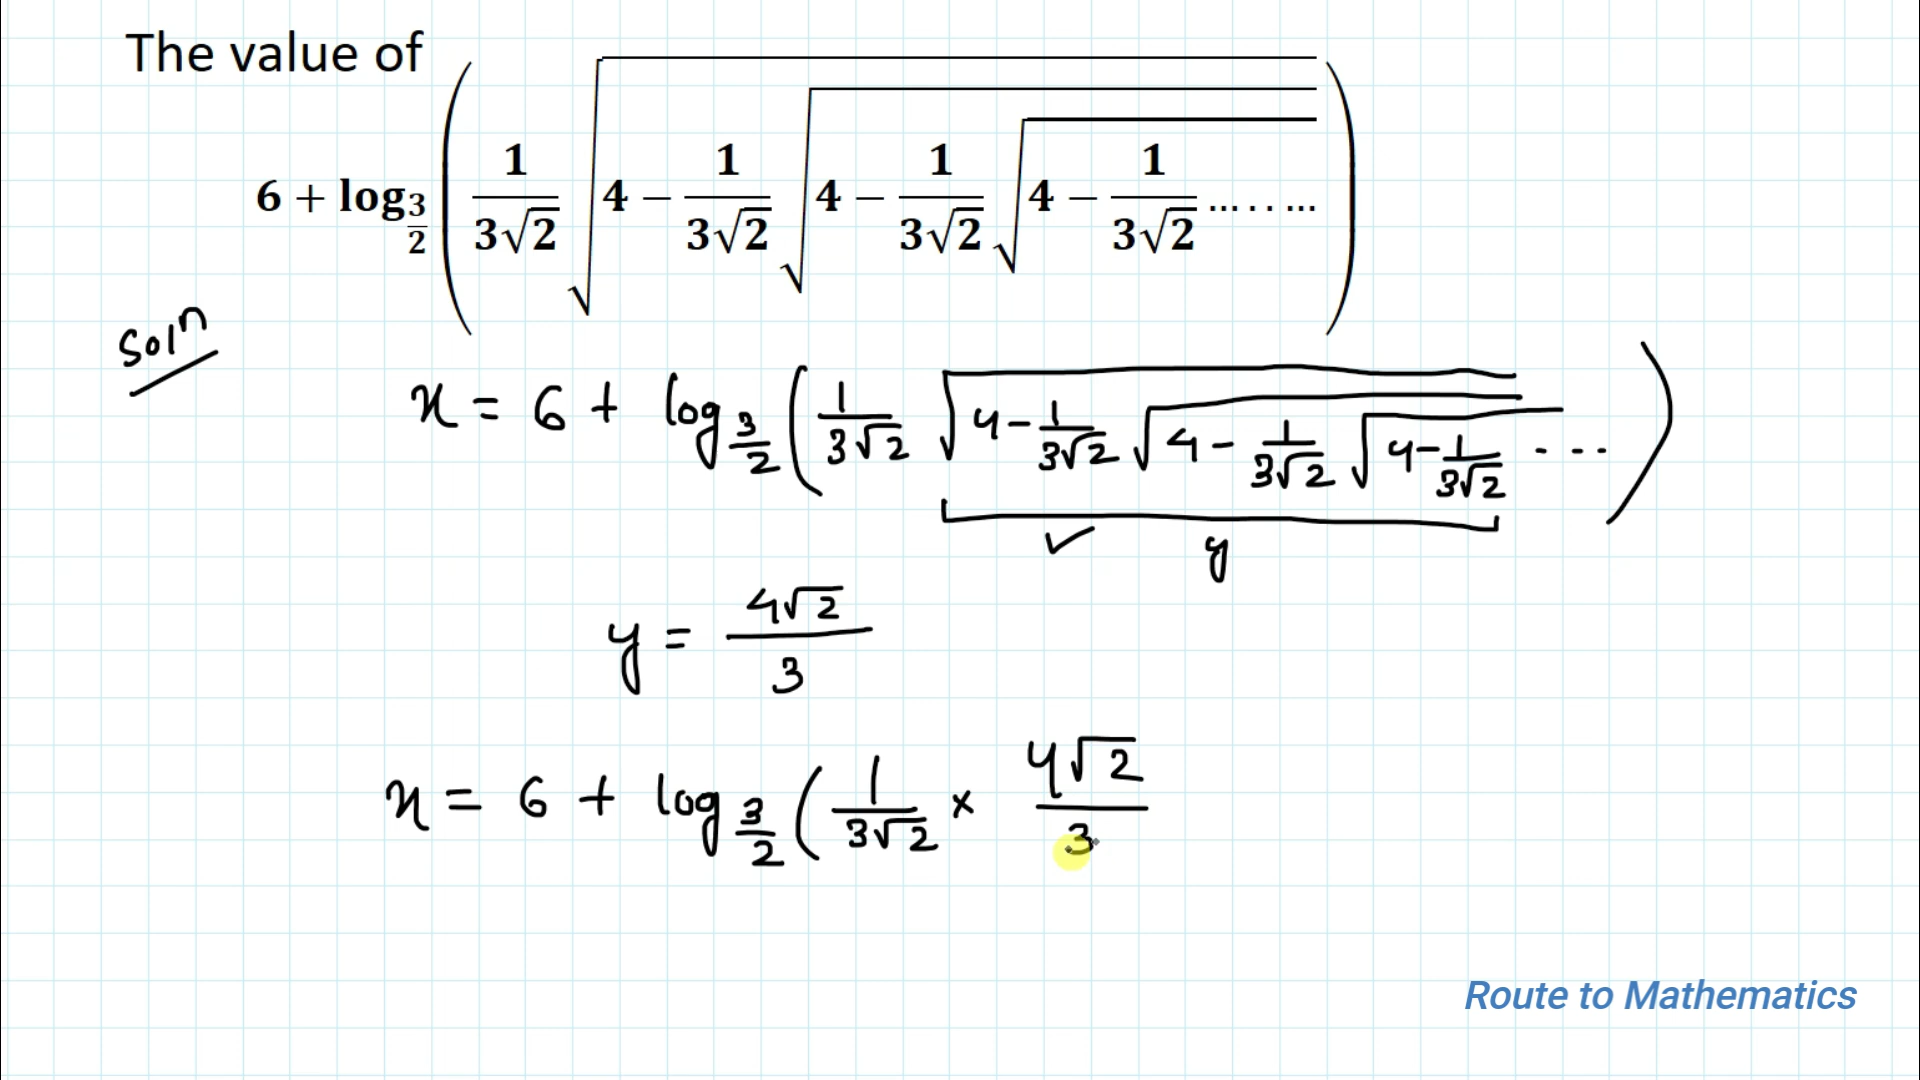 The value of
6 + log_{3/2} ( 1/(3√2) √(4 − 1/(3√2) √(4 − 1/(3√2) √(4 − 1/(3√2) ... . . ...))) )
Solⁿ
x = 6 + log_{3/2} ( 1/(3√2) √(4 − 1/(3√2) √(4 − 1/(3√2) √(4 − 1/(3√2) ...))) )
✓ y
y = 4√2/3
x = 6 + log_{3/2} ( 1/(3√2) × 4√2/3
Route to Mathematics